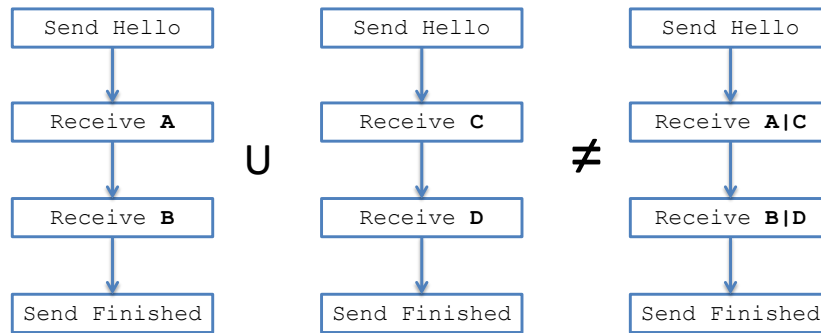 Send Hello
Receive A
Receive B
Send Finished
∪
Send Hello
Receive C
Receive D
Send Finished
≠
Send Hello
Receive A|C
Receive B|D
Send Finished